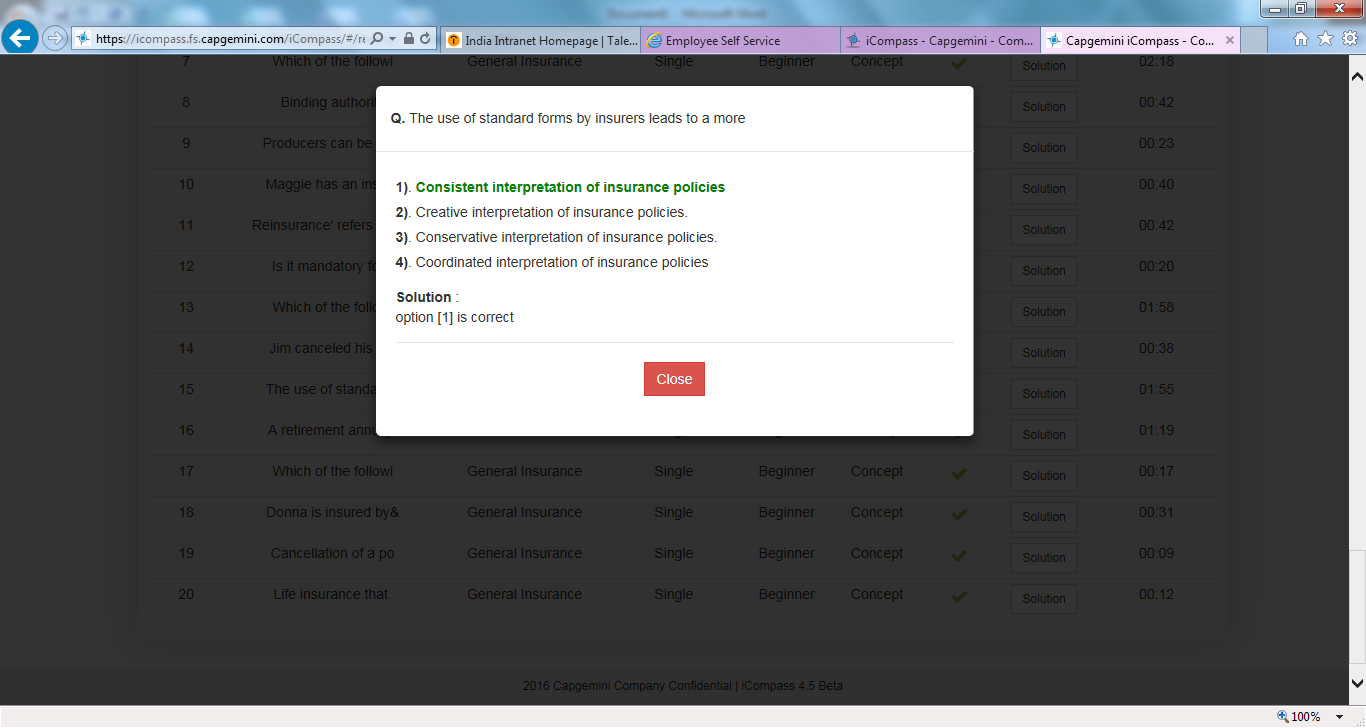 Document1 - Microsoft Word
https://icompass.fs.capgemini.com/iCompass/#/re
India Intranet Homepage | Tale...
Employee Self Service
iCompass - Capgemini - Com...
Capgemini iCompass - Co...
7 Which of the followi General Insurance Single Beginner Concept Solution 02:18
8 Binding authori Solution 00:42
9 Producers can be Solution 00:23
10 Maggie has an ins Solution 00:40
11 Reinsurance' refers Solution 00:42
12 Is it mandatory fo Solution 00:20
13 Which of the follo Solution 01:58
14 Jim canceled his Solution 00:38
15 The use of standa Solution 01:55
16 A retirement ann Solution 01:19
17 Which of the followi General Insurance Single Beginner Concept Solution 00:17
18 Donna is insured by& General Insurance Single Beginner Concept Solution 00:31
19 Cancellation of a po General Insurance Single Beginner Concept Solution 00:09
20 Life insurance that General Insurance Single Beginner Concept Solution 00:12
Q. The use of standard forms by insurers leads to a more
1). Consistent interpretation of insurance policies
2). Creative interpretation of insurance policies.
3). Conservative interpretation of insurance policies.
4). Coordinated interpretation of insurance policies
Solution :
option [1] is correct
Close
2016 Capgemini Company Confidential | iCompass 4.5 Beta
100%